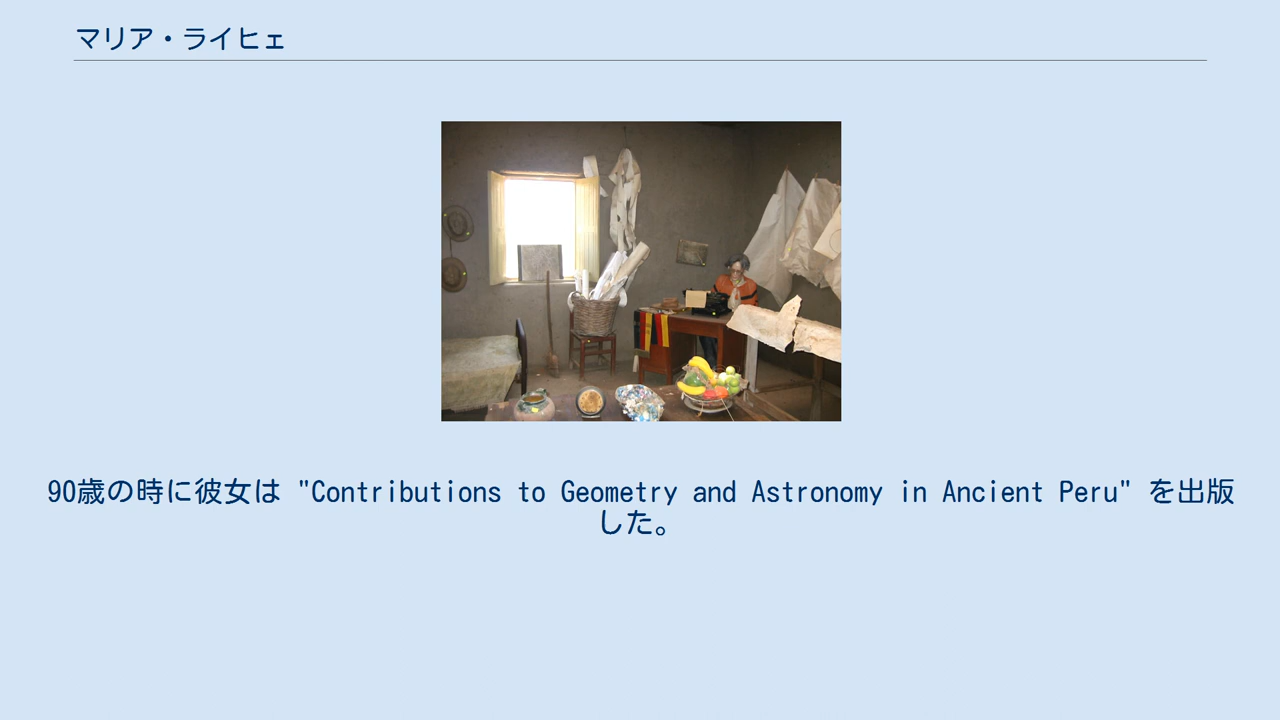 マリア・ライヒェ
90歳の時に彼女は "Contributions to Geometry and Astronomy in Ancient Peru" を出版
した。